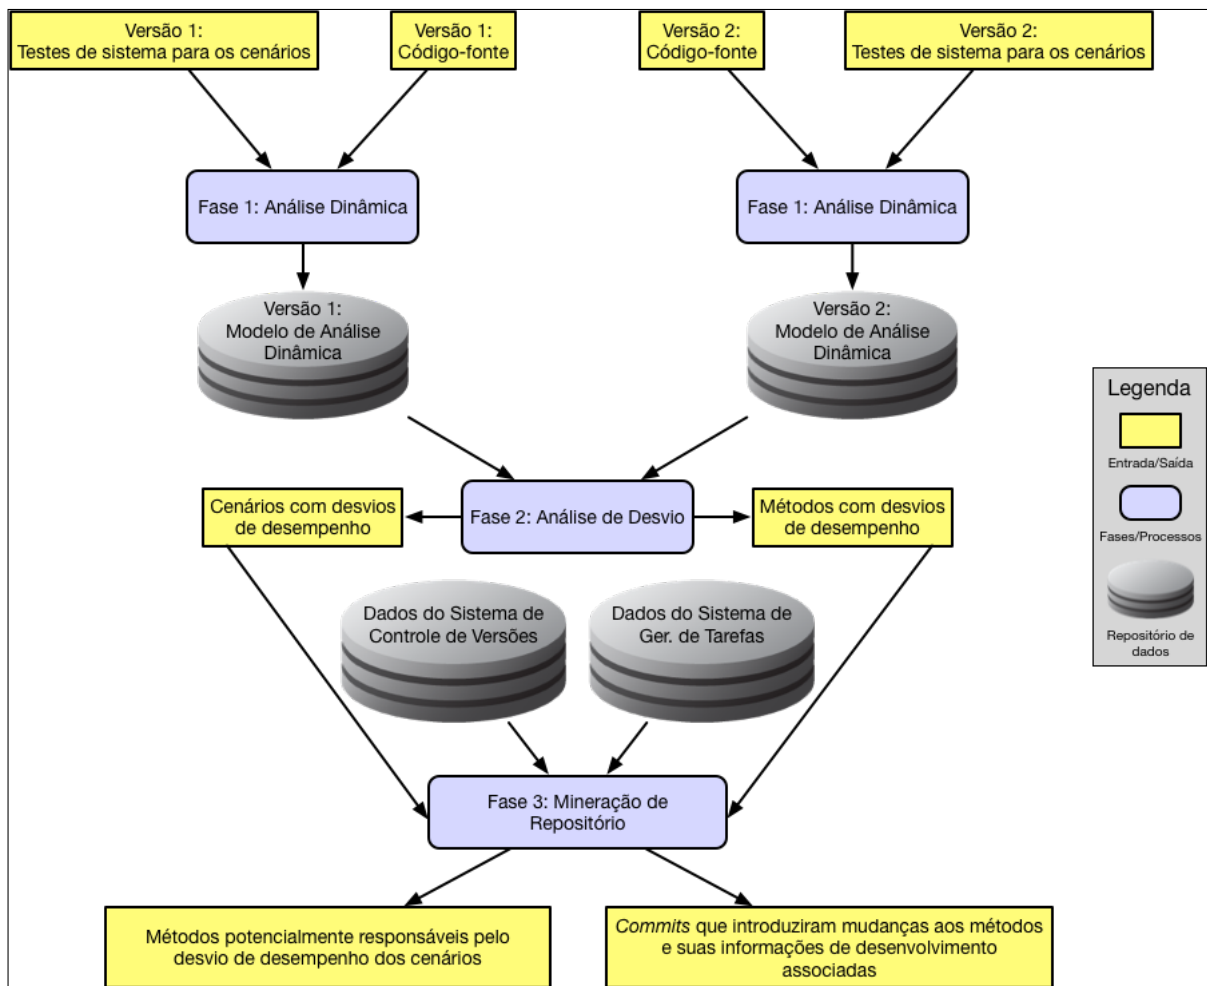 Versão 1:
Testes de sistema para os cenários
Versão 1:
Código-fonte
Versão 2:
Código-fonte
Versão 2:
Testes de sistema para os cenários
Fase 1: Análise Dinâmica
Fase 1: Análise Dinâmica
Versão 1:
Modelo de Análise
Dinâmica
Versão 2:
Modelo de Análise
Dinâmica
Legenda
Entrada/Saída
Fases/Processos
Repositório de
dados
Cenários com desvios
de desempenho
Fase 2: Análise de Desvio
Métodos com desvios
de desempenho
Dados do Sistema de
Controle de Versões
Dados do Sistema de
Ger. de Tarefas
Fase 3: Mineração de
Repositório
Métodos potencialmente responsáveis pelo
desvio de desempenho dos cenários
Commits que introduziram mudanças aos métodos
e suas informações de desenvolvimento
associadas